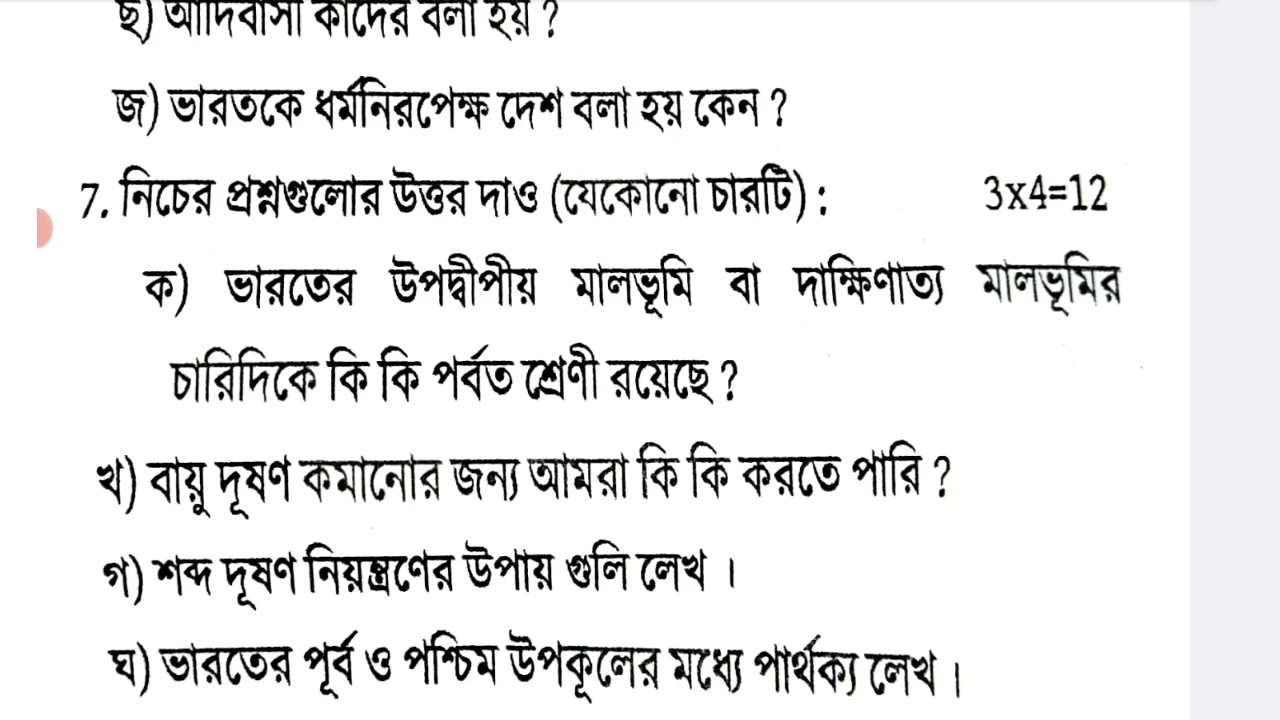 ছ) আদিবাসী কাদের বলা হয় ?
জ) ভারতকে ধর্মনিরপেক্ষ দেশ বলা হয় কেন ?
7. নিচের প্রশ্নগুলোর উত্তর দাও (যেকোনো চারটি) : 3x4=12
ক) ভারতের উপদ্বীপীয় মালভূমি বা দাক্ষিণাত্য মালভূমির
চারিদিকে কি কি পর্বত শ্রেণী রয়েছে ?
খ) বায়ু দূষণ কমানোর জন্য আমরা কি কি করতে পারি ?
গ) শব্দ দূষণ নিয়ন্ত্রণের উপায় গুলি লেখ ।
ঘ) ভারতের পূর্ব ও পশ্চিম উপকূলের মধ্যে পার্থক্য লেখ ।